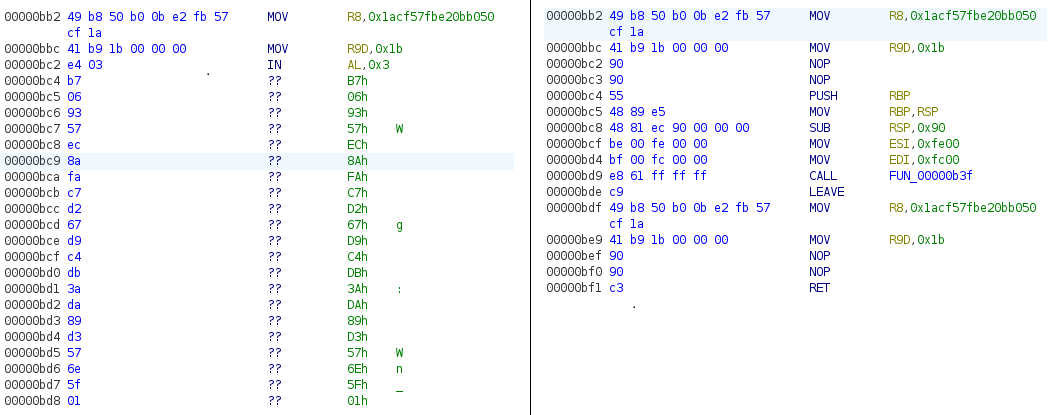 00000bb2 49 b8 50 b0 0b e2 fb 57 MOV R8,0x1acf57fbe20bb050
cf 1a
00000bbc 41 b9 1b 00 00 00 MOV R9D,0x1b
00000bc2 e4 03 IN AL,0x3
00000bc4 b7 ?? B7h
00000bc5 06 ?? 06h
00000bc6 93 ?? 93h
00000bc7 57 ?? 57h W
00000bc8 ec ?? ECh
00000bc9 8a ?? 8Ah
00000bca fa ?? FAh
00000bcb c7 ?? C7h
00000bcc d2 ?? D2h
00000bcd 67 ?? 67h g
00000bce d9 ?? D9h
00000bcf c4 ?? C4h
00000bd0 db ?? DBh
00000bd1 3a ?? 3Ah :
00000bd2 da ?? DAh
00000bd3 89 ?? 89h
00000bd4 d3 ?? D3h
00000bd5 57 ?? 57h W
00000bd6 6e ?? 6Eh n
00000bd7 5f ?? 5Fh _
00000bd8 01 ?? 01h
00000bb2 49 b8 50 b0 0b e2 fb 57 MOV R8,0x1acf57fbe20bb050
cf 1a
00000bbc 41 b9 1b 00 00 00 MOV R9D,0x1b
00000bc2 90 NOP
00000bc3 90 NOP
00000bc4 55 PUSH RBP
00000bc5 48 89 e5 MOV RBP,RSP
00000bc8 48 81 ec 90 00 00 00 SUB RSP,0x90
00000bcf be 00 fe 00 00 MOV ESI,0xfe00
00000bd4 bf 00 fc 00 00 MOV EDI,0xfc00
00000bd9 e8 61 ff ff ff CALL FUN_00000b3f
00000bde c9 LEAVE
00000bdf 49 b8 50 b0 0b e2 fb 57 MOV R8,0x1acf57fbe20bb050
cf 1a
00000be9 41 b9 1b 00 00 00 MOV R9D,0x1b
00000bef 90 NOP
00000bf0 90 NOP
00000bf1 c3 RET